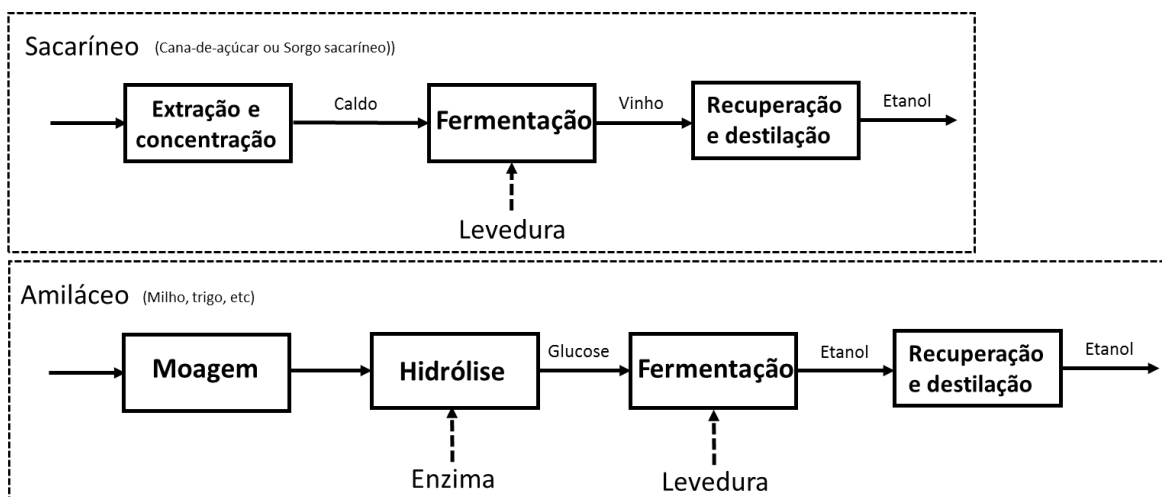 Sacaríneo (Cana-de-açúcar ou Sorgo sacaríneo))
Extração e
concentração
Caldo
Fermentação
Vinho
Recuperação
e destilação
Etanol
Levedura
Amiláceo (Milho, trigo, etc)
Moagem
Hidrólise
Glucose
Fermentação
Etanol
Recuperação
e destilação
Etanol
Enzima
Levedura